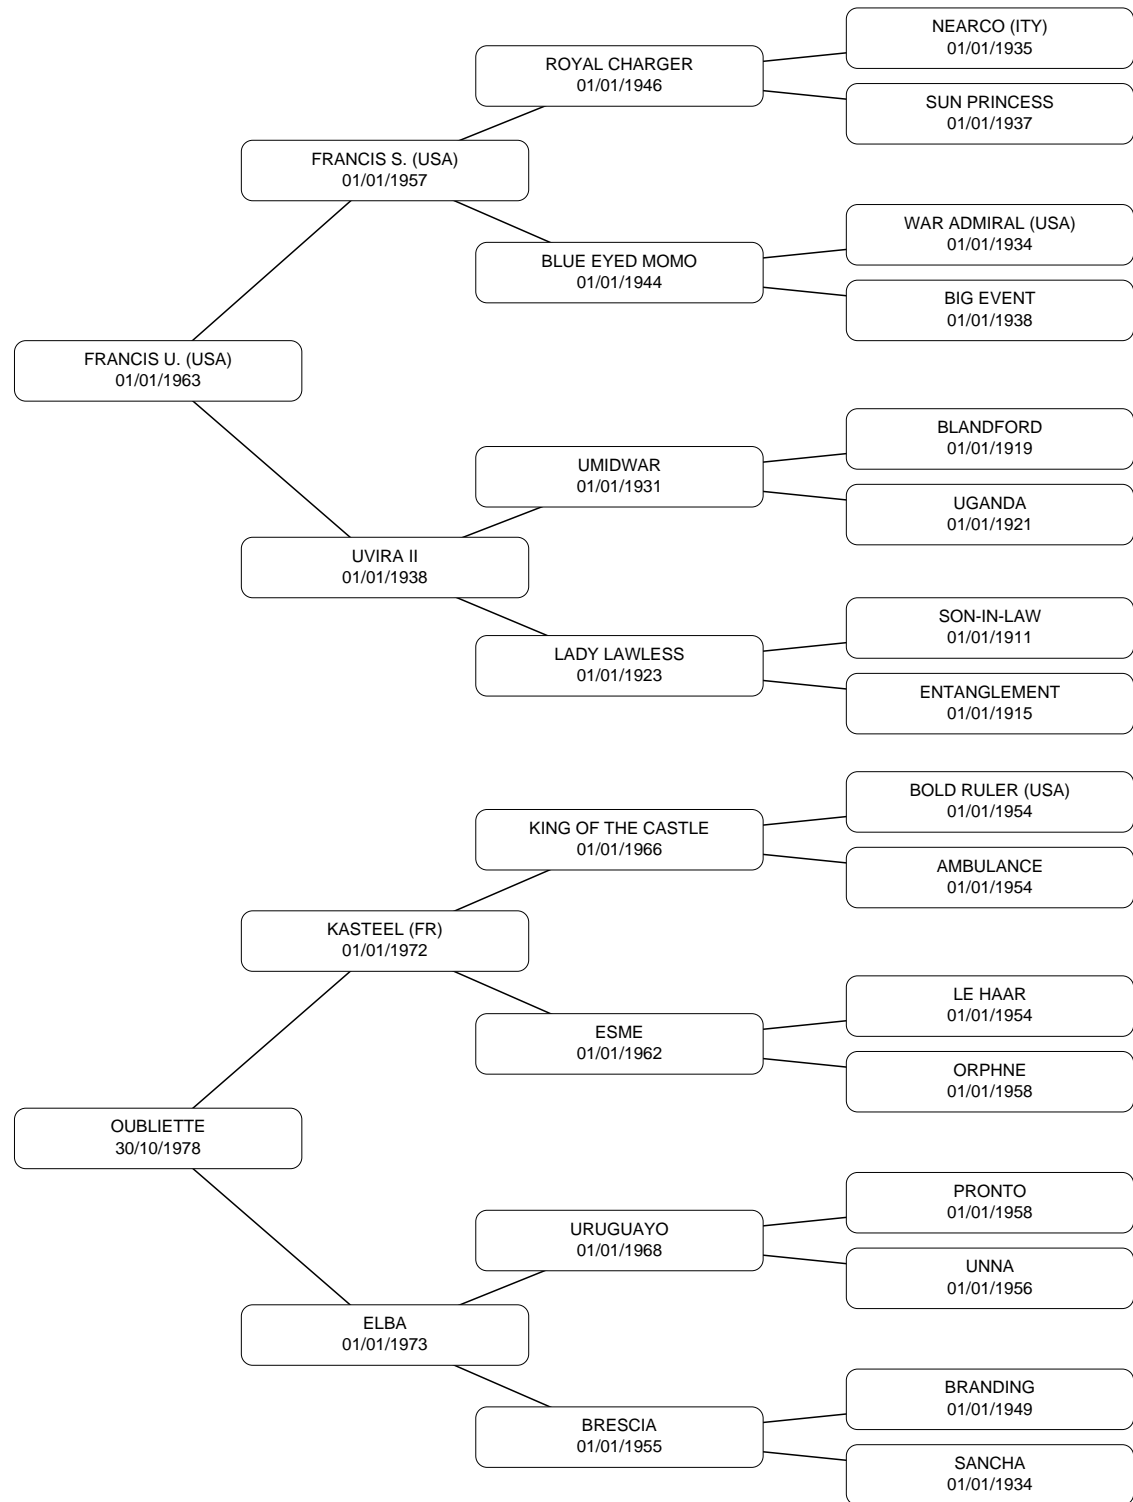 NEARCO (ITY)
01/01/1935
ROYAL CHARGER
01/01/1946
SUN PRINCESS
01/01/1937
FRANCIS S. (USA)
01/01/1957
WAR ADMIRAL (USA)
01/01/1934
BLUE EYED MOMO
01/01/1944
BIG EVENT
01/01/1938
FRANCIS U. (USA)
01/01/1963
BLANDFORD
01/01/1919
UMIDWAR
01/01/1931
UGANDA
01/01/1921
UVIRA II
01/01/1938
SON-IN-LAW
01/01/1911
LADY LAWLESS
01/01/1923
ENTANGLEMENT
01/01/1915
BOLD RULER (USA)
01/01/1954
KING OF THE CASTLE
01/01/1966
AMBULANCE
01/01/1954
KASTEEL (FR)
01/01/1972
LE HAAR
01/01/1954
ESME
01/01/1962
ORPHNE
01/01/1958
OUBLIETTE
30/10/1978
PRONTO
01/01/1958
URUGUAYO
01/01/1968
UNNA
01/01/1956
ELBA
01/01/1973
BRANDING
01/01/1949
BRESCIA
01/01/1955
SANCHA
01/01/1934